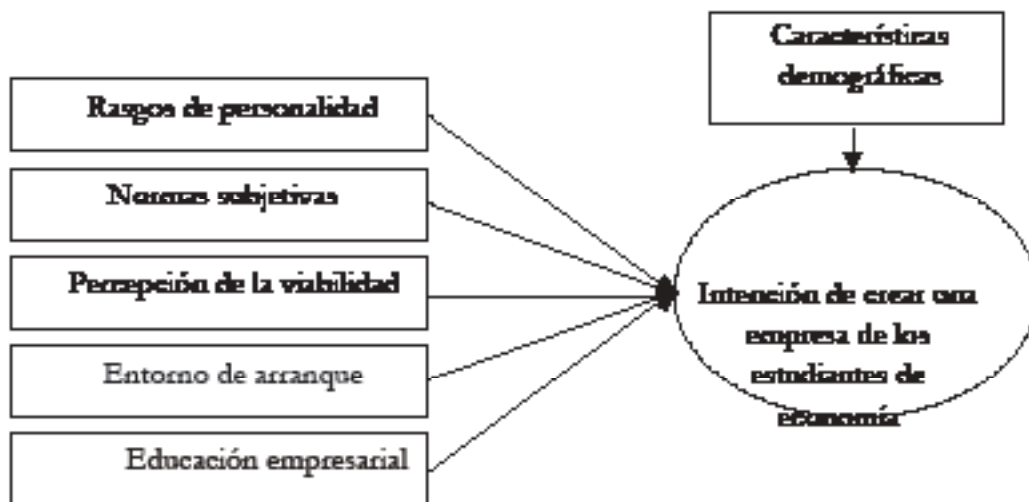 Características
demográficas
Rasgos de personalidad
Normas subjetivas
Percepción de la viabilidad
Entorno de arranque
Educación empresarial
Intención de crear una
empresa de los
estudiantes de
economía